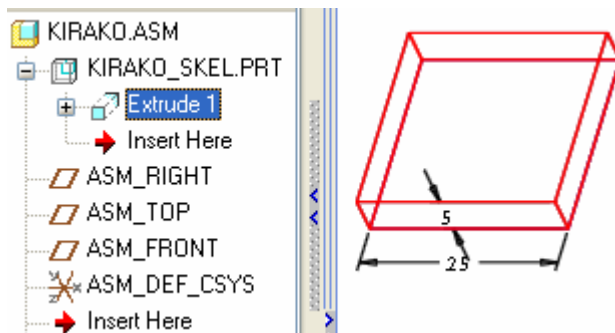 KIRAKO.ASM
KIRAKO_SKEL.PRT
Extrude 1
Insert Here
ASM_RIGHT
ASM_TOP
ASM_FRONT
ASM_DEF_CSYS
Insert Here
5
25